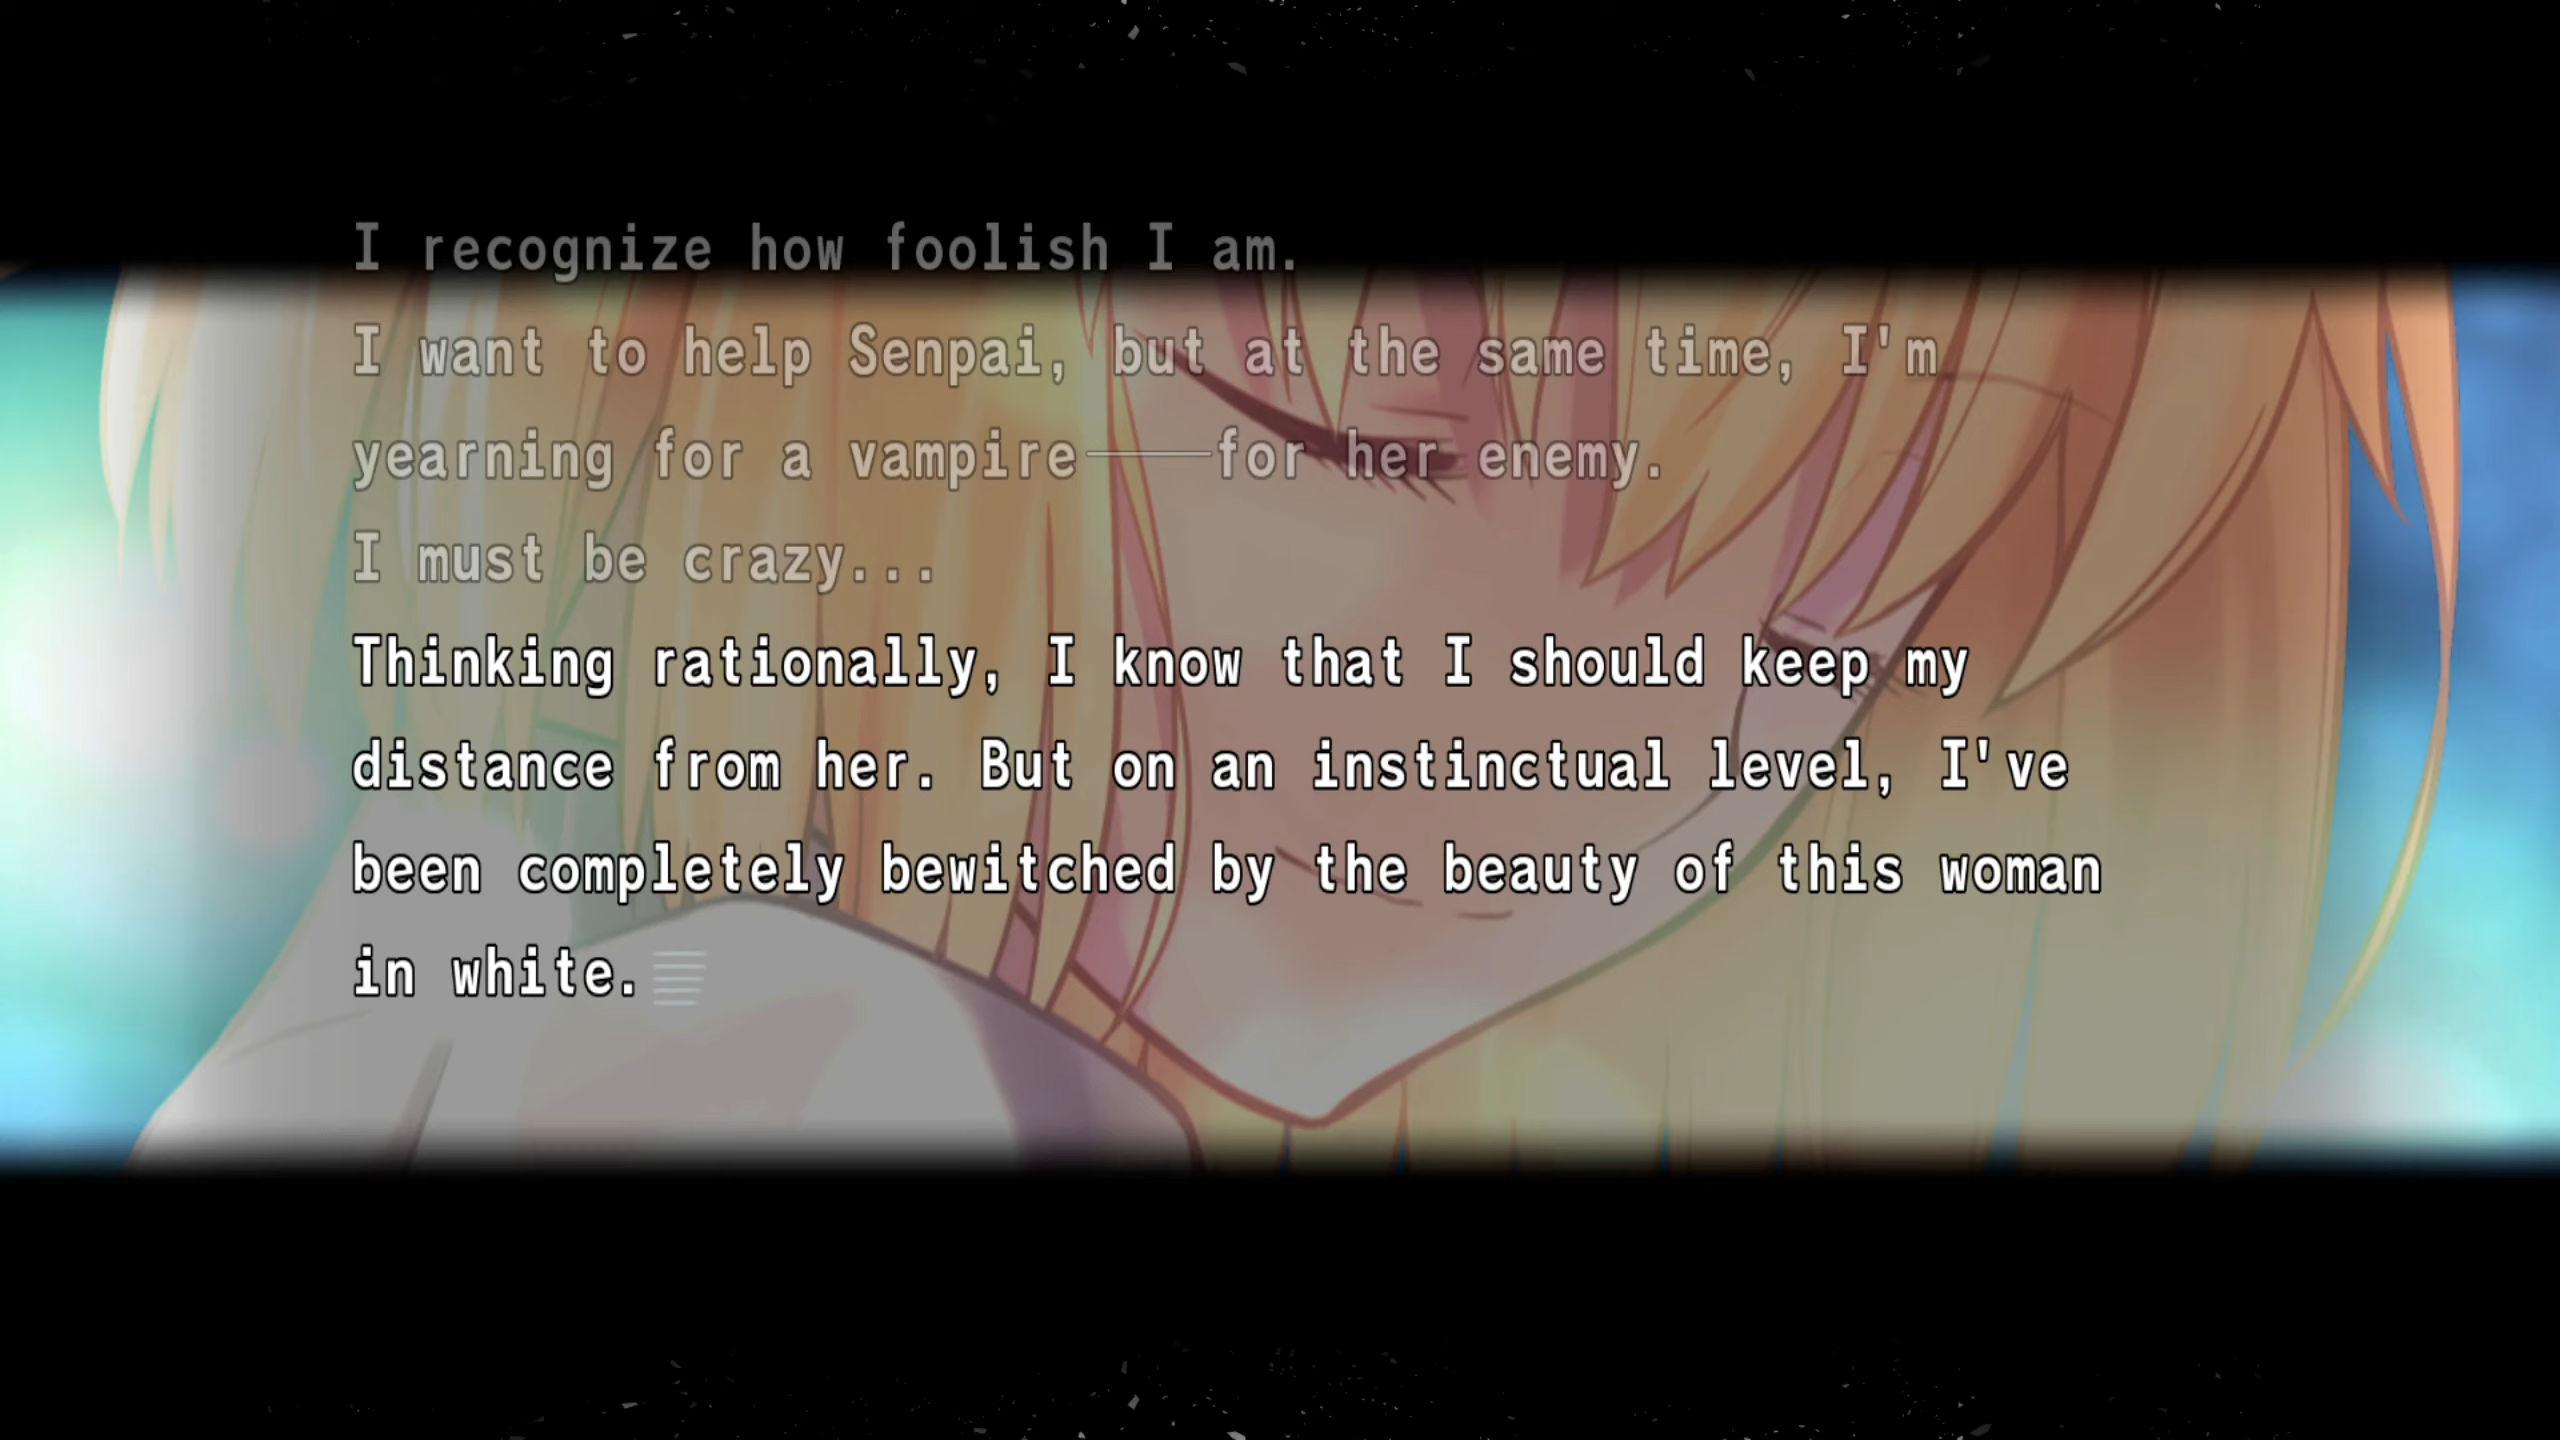 I recognize how foolish I am.
I want to help Senpai, but at the same time, I'm
yearning for a vampire――for her enemy.
I must be crazy...
Thinking rationally, I know that I should keep my
distance from her. But on an instinctual level, I've
been completely bewitched by the beauty of this woman
in white.